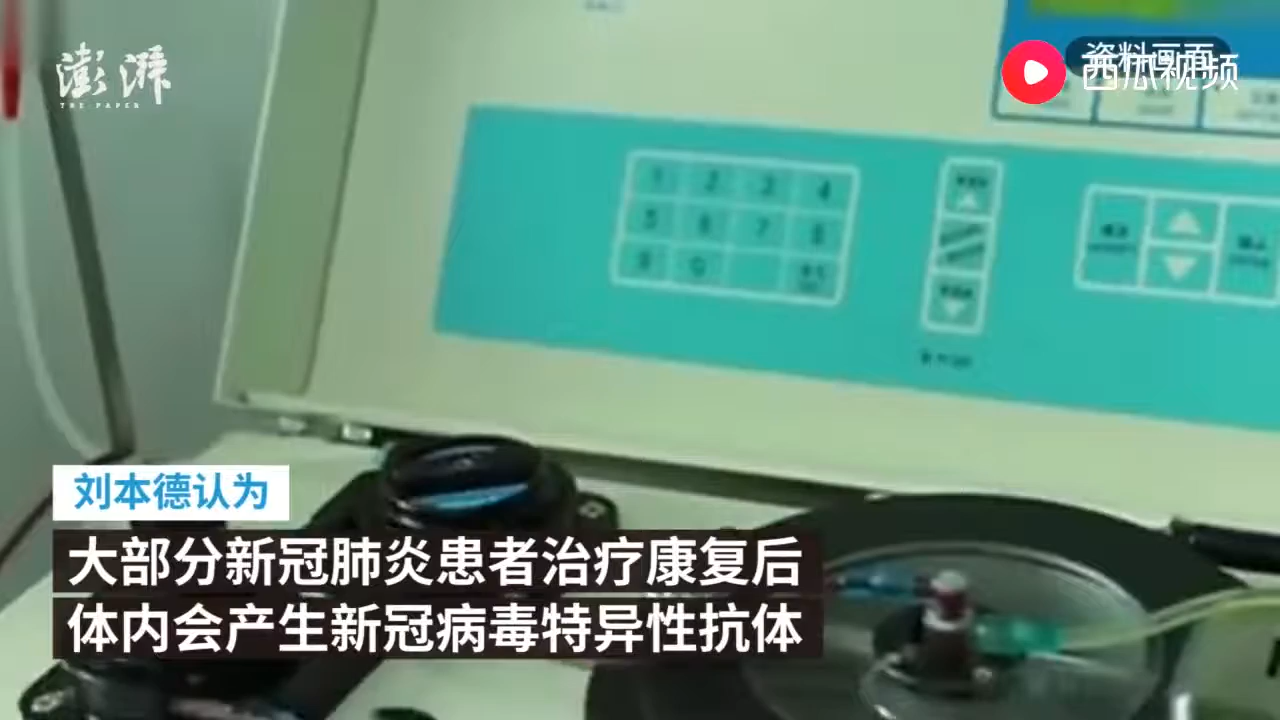 澎湃
THE PAPER
资料画面
西瓜视频
1 2 3 4
5 6 7 8
9 0
刘本德认为
大部分新冠肺炎患者治疗康复后
体内会产生新冠病毒特异性抗体